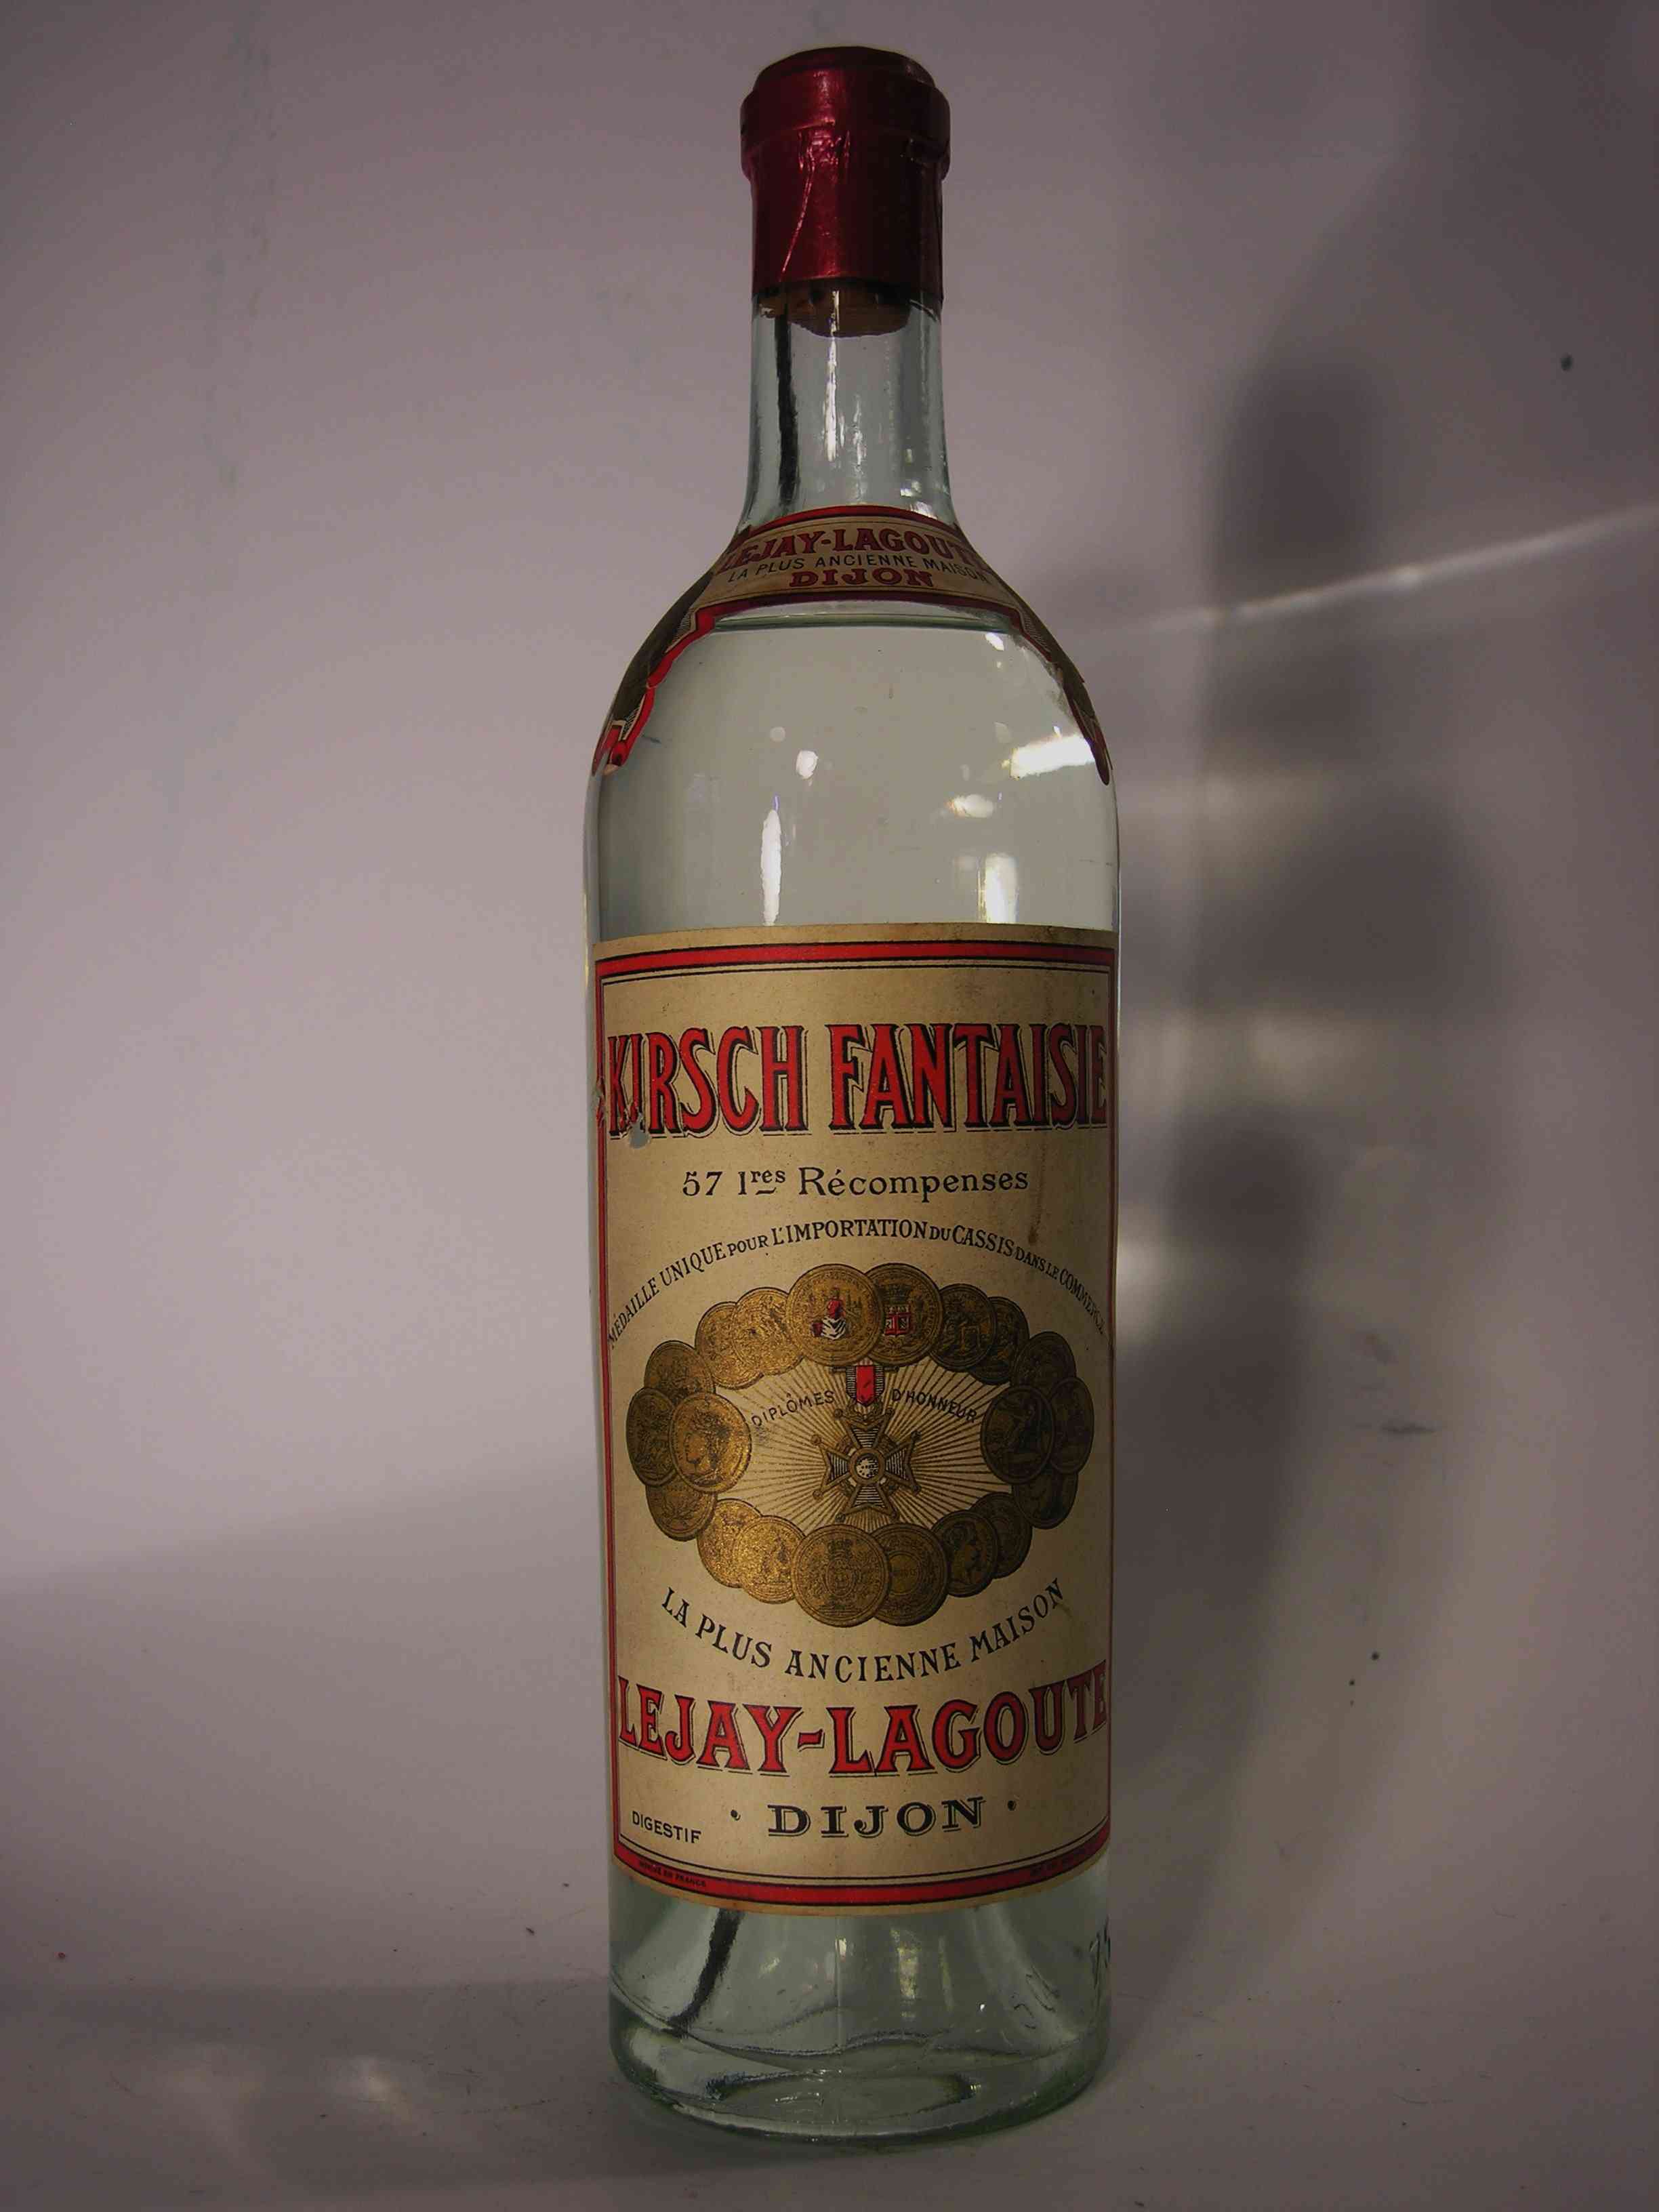 LEJAY-LAGOUTE
LA PLUS ANCIENNE MAISON
DIJON
KIRSCH FANTAISIE
57 1res Récompenses
MÉDAILLE UNIQUE POUR L'IMPORTATION DU CASSIS DANS LE COMMERCE
DIPLÔMES D'HONNEUR
LA PLUS ANCIENNE MAISON
LEJAY-LAGOUTE
• DIJON •
DIGESTIF